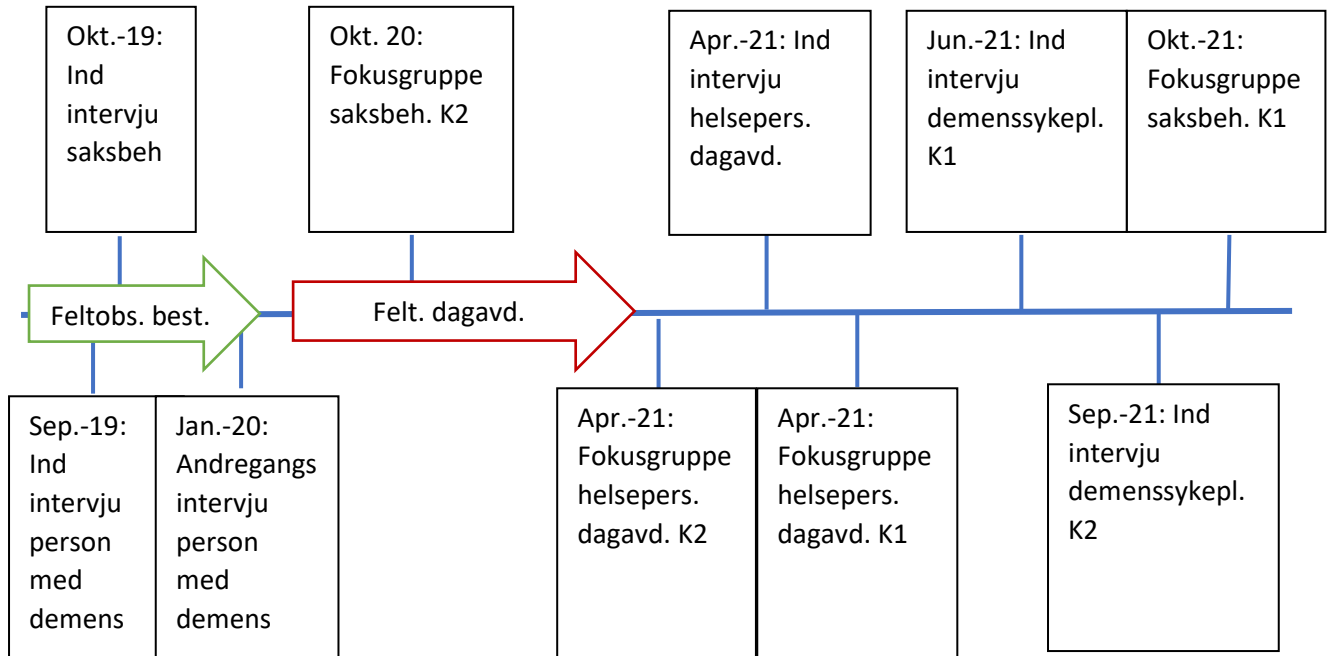 Okt.-19:
Ind
intervju
saksbeh
Okt. 20:
Fokusgruppe
saksbeh. K2
Apr.-21: Ind
intervju
helsepers.
dagavd.
Jun.-21: Ind
intervju
demenssykepl.
K1
Okt.-21:
Fokusgruppe
saksbeh. K1
Feltobs. best.
Felt. dagavd.
Sep.-19:
Ind
intervju
person
med
demens
Jan.-20:
Andregangs
intervju
person
med
demens
Apr.-21:
Fokusgruppe
helsepers.
dagavd. K2
Apr.-21:
Fokusgruppe
helsepers.
dagavd. K1
Sep.-21: Ind
intervju
demenssykepl.
K2